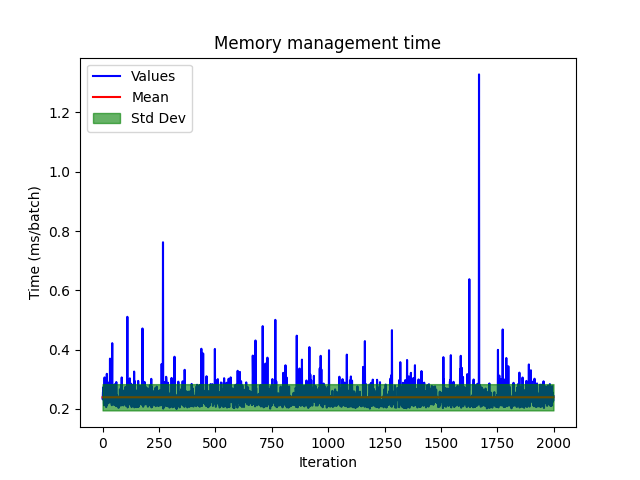 Memory management time
Values
Mean
Std Dev
Time (ms/batch)
1.2
1.0
0.8
0.6
0.4
0.2
0
250
500
750
1000
1250
1500
1750
2000
Iteration